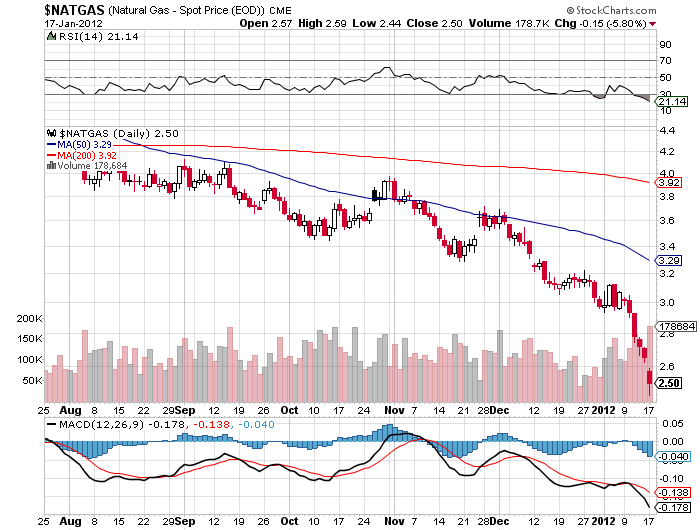 $NATGAS (Natural Gas - Spot Price (EOD)) CME
© StockCharts.com
17-Jan-2012
Open 2.57 High 2.59 Low 2.44 Close 2.50 Volume 178.7K Chg -0.15 (-5.80%)
RSI(14) 21.14
90
70
50
30
21.14
10
$NATGAS (Daily) 2.50
MA(50) 3.29
MA(200) 3.92
Volume 178,684
4.4
4.2
4.0
3.92
3.8
3.6
3.4
3.29
3.2
3.0
178684
2.8
2.6
2.50
200K
150K
100K
50K
25 Aug 8 15 22 Sep 12 19 26 Oct 10 17 24 Nov 7 14 21 28 Dec 12 19 27 2012 9 17
MACD(12,26,9) -0.178, -0.138, -0.040
0.05
0.00
-0.040
-0.05
-0.10
-0.138
-0.15
-0.178
25 Aug 8 15 22 Sep 12 19 26 Oct 10 17 24 Nov 7 14 21 28 Dec 12 19 27 2012 9 17